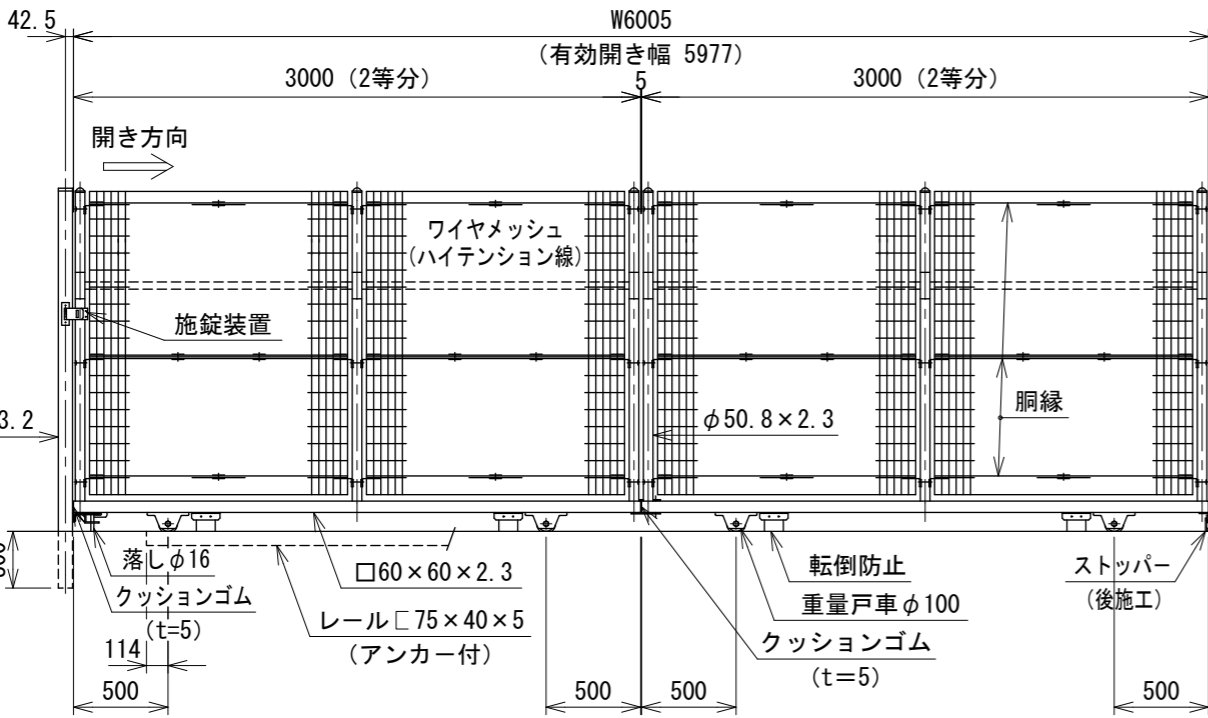 42.5
W6005
(有効開き幅 5977)
3000 (2等分)
5
3000 (2等分)
開き方向
ワイヤメッシュ
(ハイテンション線)
施錠装置
3.2
φ50.8×2.3
胴縁
落しφ16
クッションゴム
(t=5)
□60×60×2.3
レール［75×40×5
(アンカー付)
転倒防止
重量戸車φ100
クッションゴム
(t=5)
ストッパー
(後施工)
114
500
500
500
500